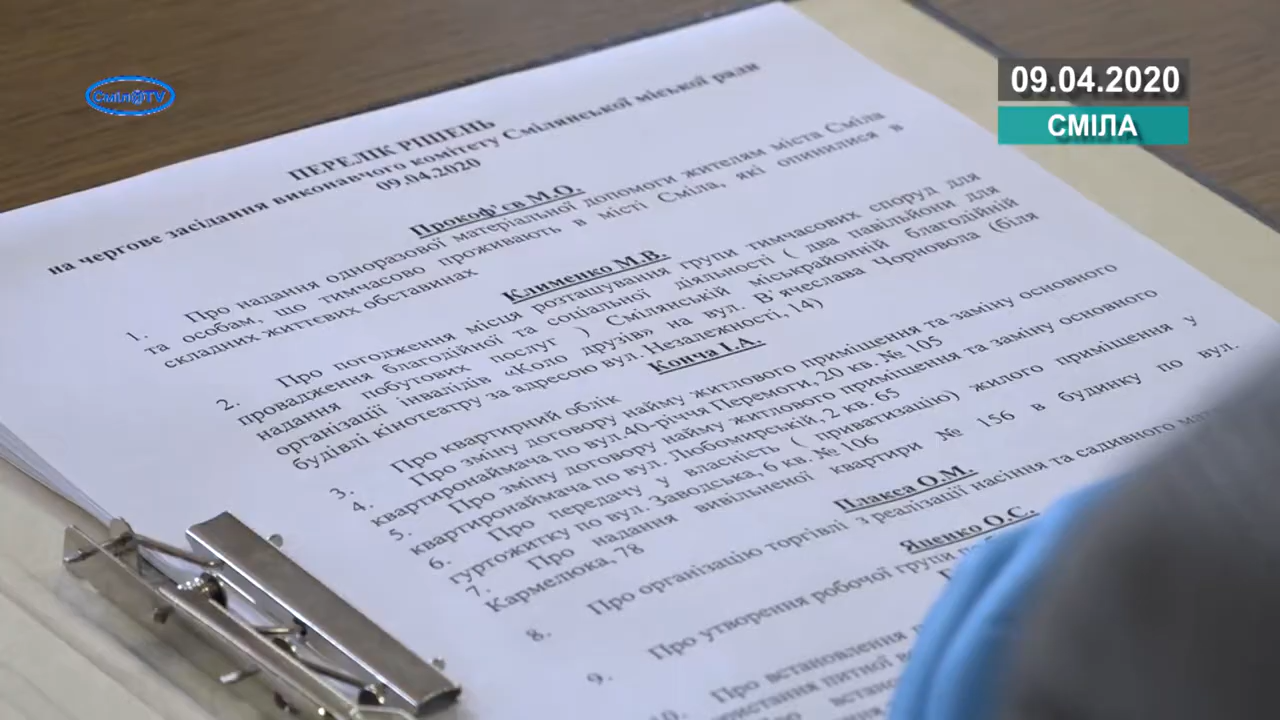 СмілаTV
09.04.2020
СМІЛА
ПЕРЕЛІК РІШЕНЬ
на чергове засідання виконавчого комітету Смілянської міської ради
09.04.2020
Прокоф'єв М.О.
1. Про надання одноразової матеріальної допомоги жителям міста Сміла
та особам, що тимчасово проживають в місті Сміла, які опинилися в
складних життєвих обставинах
Клименко М.В.
2. Про погодження місця розташування групи тимчасових споруд для
провадження благодійної та соціальної діяльності ( два павільйони для
надання побутових послуг ) Смілянській міськрайонній благодійній
організації інвалідів «Коло друзів» на вул. В'ячеслава Чорновола (біля
будівлі кінотеатру за адресою вул. Незалежності, 14)
Конча І.А.
3. Про квартирний облік
4. Про зміну договору найму житлового приміщення та заміну основного
квартиронаймача по вул.40-річчя Перемоги, 20 кв. № 105
5. Про зміну договору найму житлового приміщення та заміну основного
квартиронаймача по вул. Любомирській, 2 кв. 65
6. Про передачу у власність ( приватизацію) жилого приміщення у
гуртожитку по вул. Заводська, 6 кв. № 106
7. Про надання вивільненої квартири № 156 в будинку по вул.
Кармелюка, 78
Плакса О.М.
8. Про організацію торгівлі з реалізації насіння та садивного
Яценко О.С.
9. Про утворення робочої групи
10. Про встановлення
питної